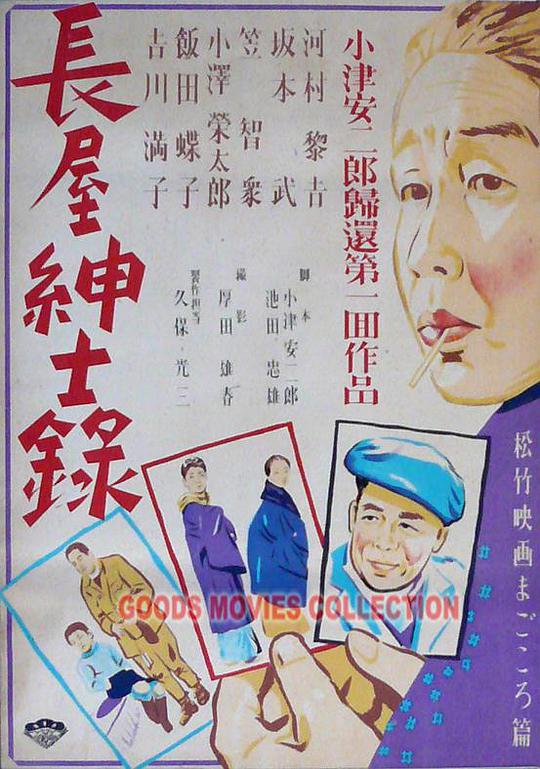 小津安二郎歸還第一回作品
河村黎吉
坂本武
笠智衆
小澤榮太郎
飯田蝶子
吉川満子
長屋紳士録
脚本
小津安二郎
池田忠雄
撮影
厚田雄春
製作担当
久保光三
松竹映画まごころ篇
GOODS MOVIES COLLECTION